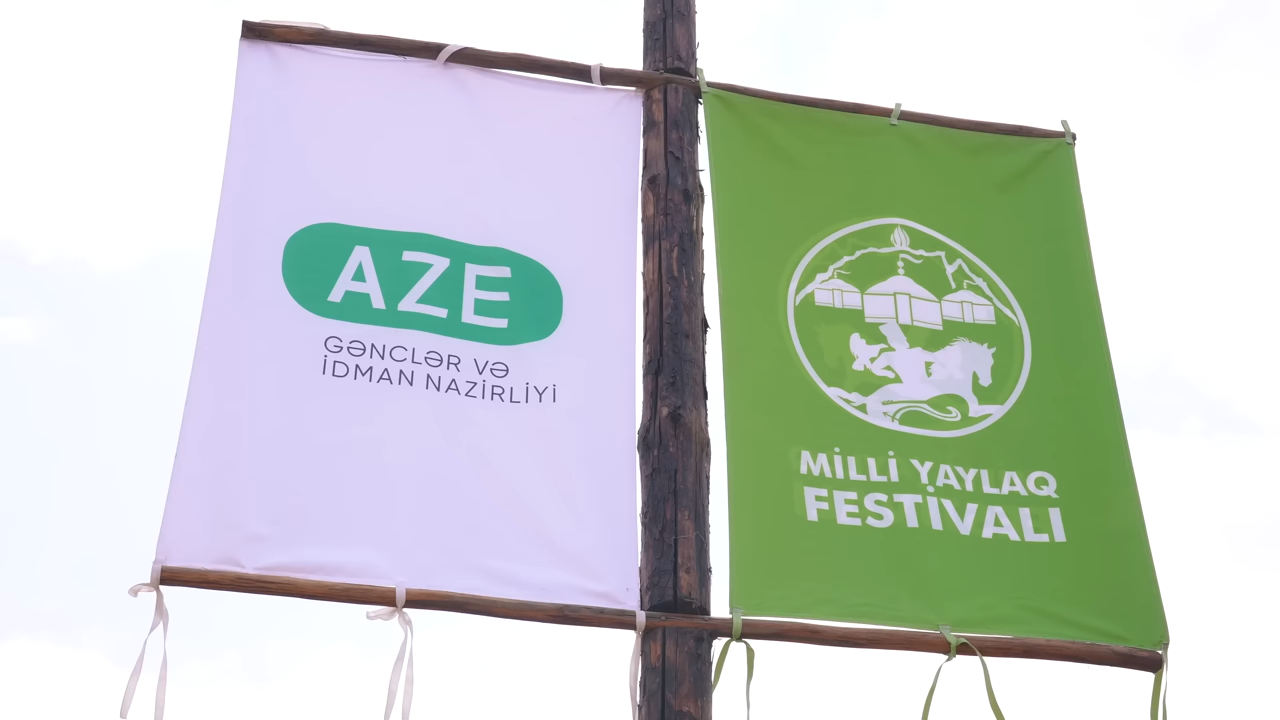 AZE
GƏNCLƏR VƏ
İDMAN NAZİRLİYİ
MİLLİ YAYLAQ
FESTİVALI